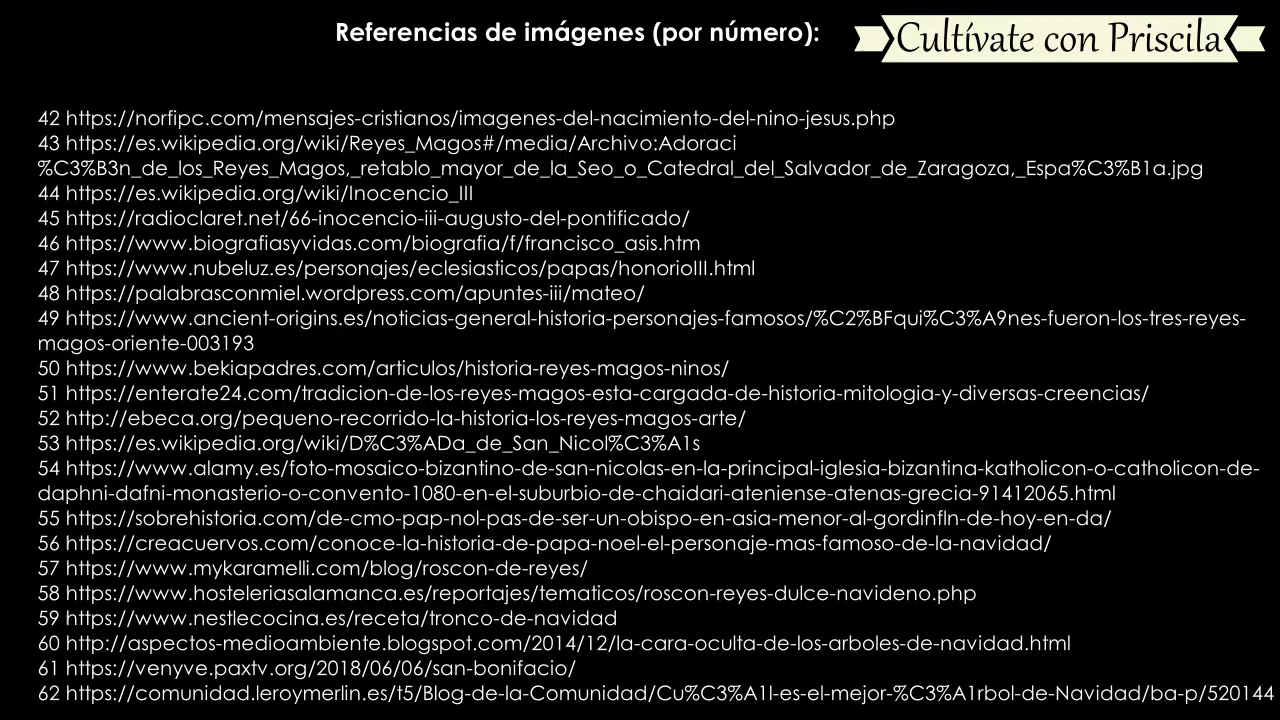 Referencias de imágenes (por número):
Cultívate con Priscila
42 https://norfipc.com/mensajes-cristianos/imagenes-del-nacimiento-del-nino-jesus.php
43 https://es.wikipedia.org/wiki/Reyes_Magos#/media/Archivo:Adoraci
%C3%B3n_de_los_Reyes_Magos,_retablo_mayor_de_la_Seo_o_Catedral_del_Salvador_de_Zaragoza,_Espa%C3%B1a.jpg
44 https://es.wikipedia.org/wiki/Inocencio_III
45 https://radioclaret.net/66-inocencio-iii-augusto-del-pontificado/
46 https://www.biografiasyvidas.com/biografia/f/francisco_asis.htm
47 https://www.nubeluz.es/personajes/eclesiasticos/papas/honorioIII.html
48 https://palabrasconmiel.wordpress.com/apuntes-iii/mateo/
49 https://www.ancient-origins.es/noticias-general-historia-personajes-famosos/%C2%BFqui%C3%A9nes-fueron-los-tres-reyes-
magos-oriente-003193
50 https://www.bekiapadres.com/articulos/historia-reyes-magos-ninos/
51 https://enterate24.com/tradicion-de-los-reyes-magos-esta-cargada-de-historia-mitologia-y-diversas-creencias/
52 http://ebeca.org/pequeno-recorrido-la-historia-los-reyes-magos-arte/
53 https://es.wikipedia.org/wiki/D%C3%ADa_de_San_Nicol%C3%A1s
54 https://www.alamy.es/foto-mosaico-bizantino-de-san-nicolas-en-la-principal-iglesia-bizantina-katholicon-o-catholicon-de-
daphni-dafni-monasterio-o-convento-1080-en-el-suburbio-de-chaidari-ateniense-atenas-grecia-91412065.html
55 https://sobrehistoria.com/de-cmo-pap-nol-pas-de-ser-un-obispo-en-asia-menor-al-gordinfln-de-hoy-en-da/
56 https://creacuervos.com/conoce-la-historia-de-papa-noel-el-personaje-mas-famoso-de-la-navidad/
57 https://www.mykaramelli.com/blog/roscon-de-reyes/
58 https://www.hosteleriasalamanca.es/reportajes/tematicos/roscon-reyes-dulce-navideno.php
59 https://www.nestlecocina.es/receta/tronco-de-navidad
60 http://aspectos-medioambiente.blogspot.com/2014/12/la-cara-oculta-de-los-arboles-de-navidad.html
61 https://venyve.paxtv.org/2018/06/06/san-bonifacio/
62 https://comunidad.leroymerlin.es/t5/Blog-de-la-Comunidad/Cu%C3%A1l-es-el-mejor-%C3%A1rbol-de-Navidad/ba-p/520144